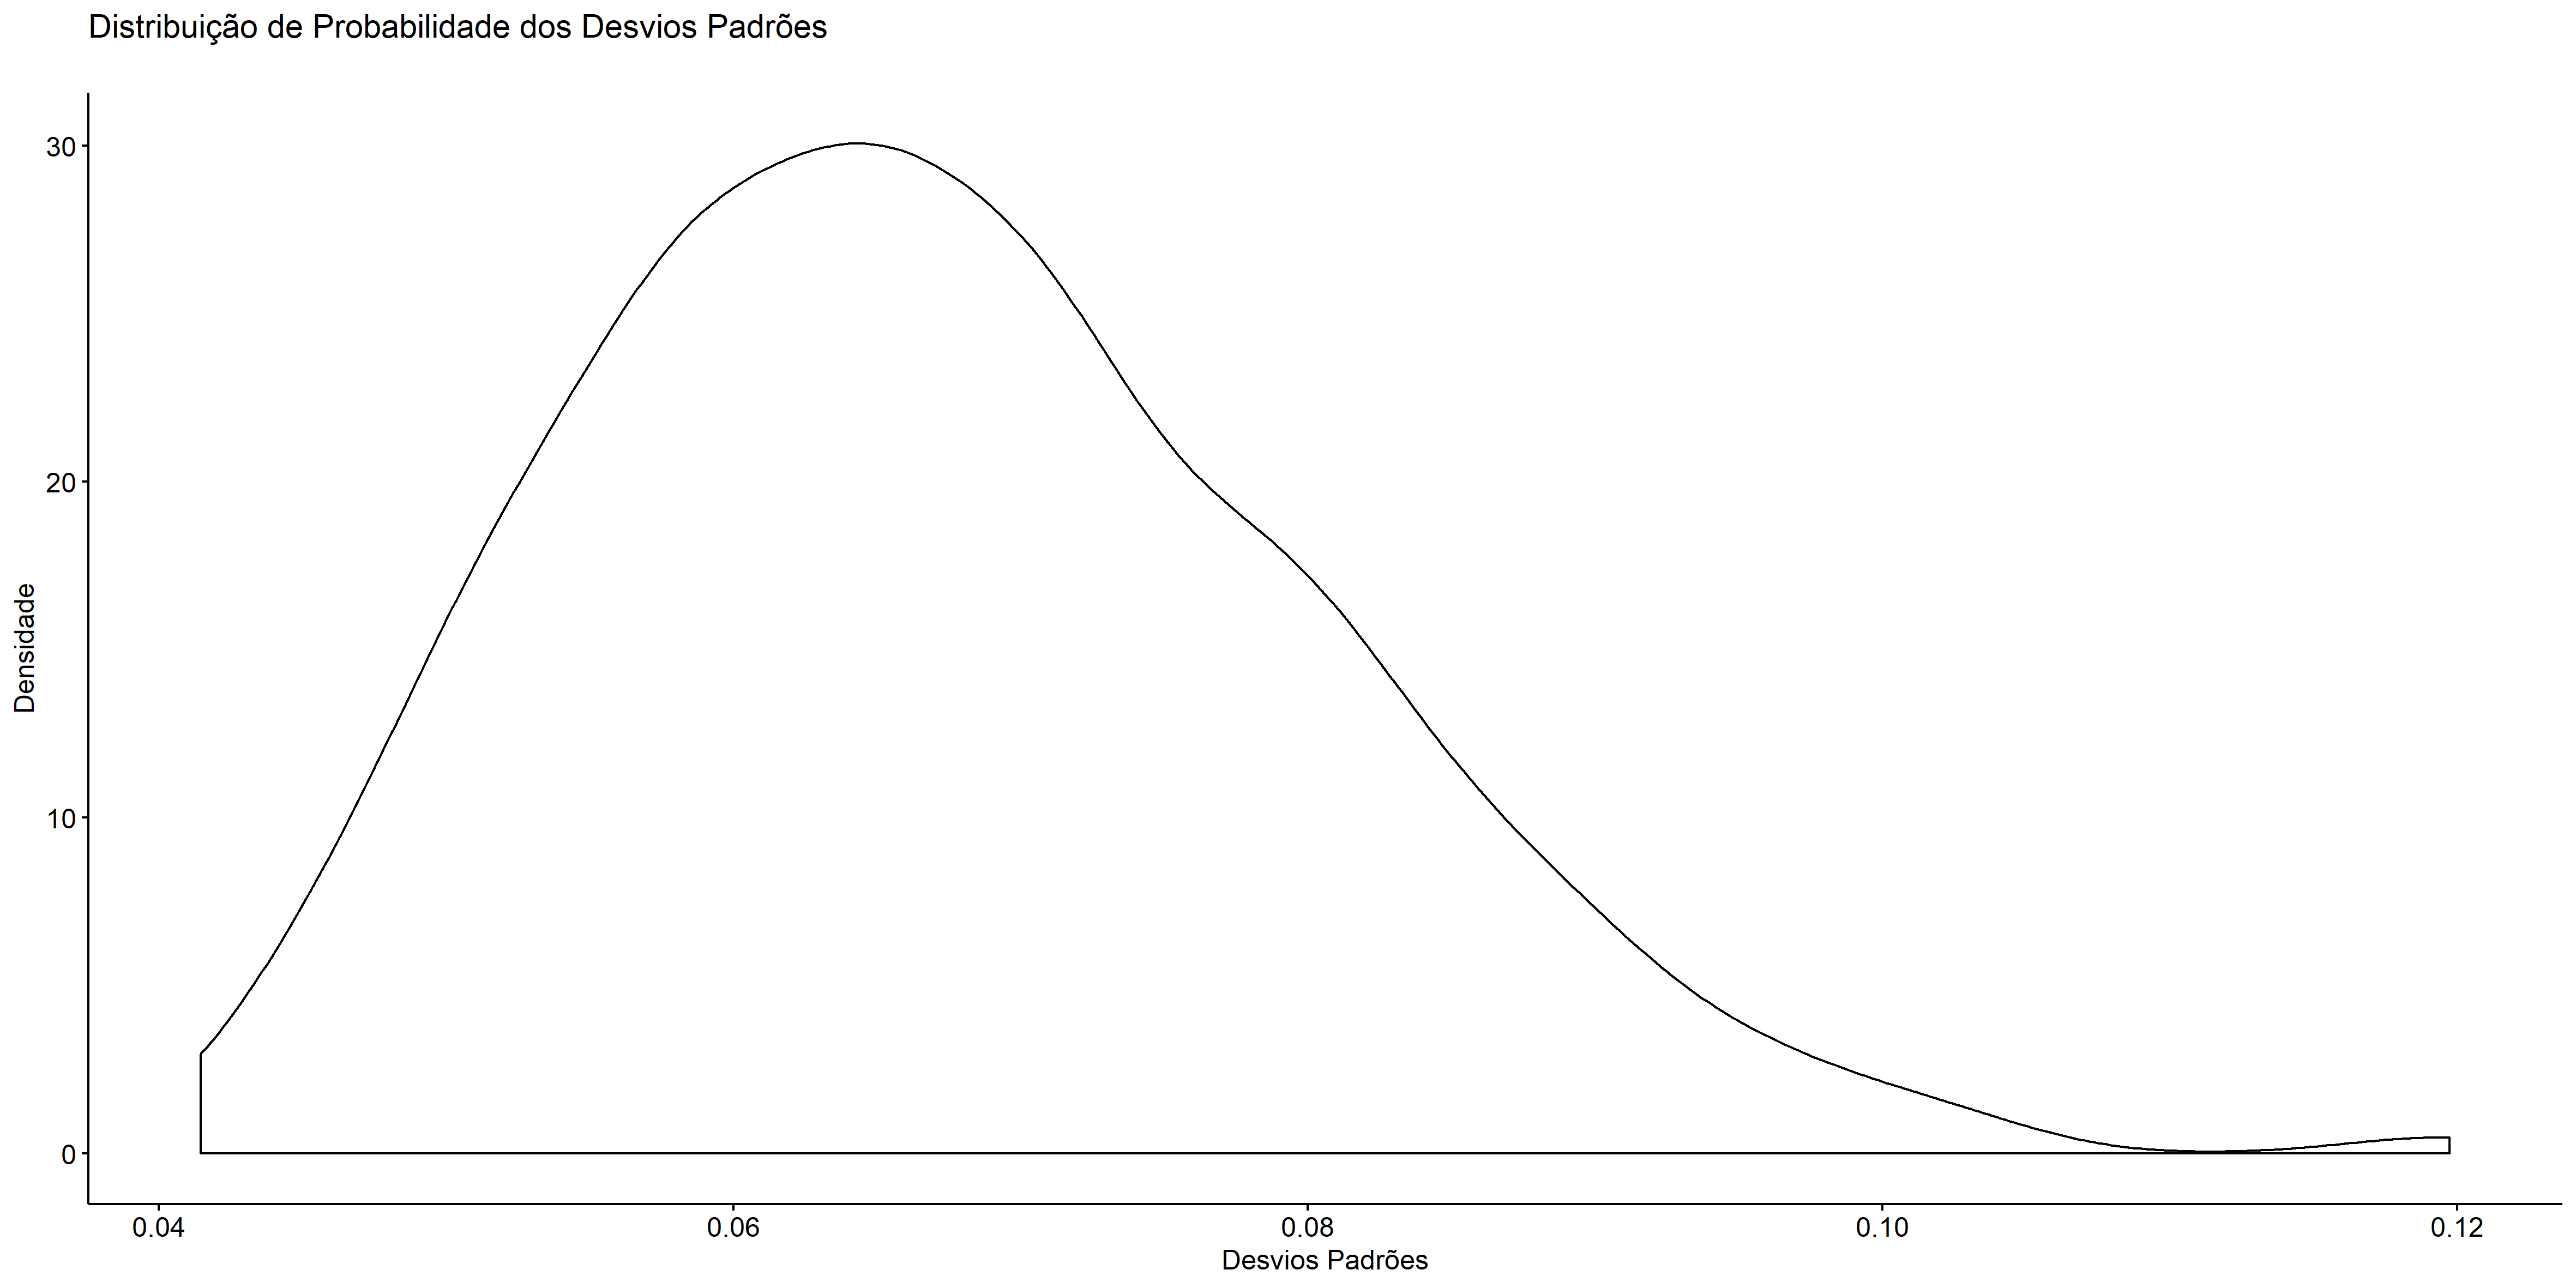 Distribuição de Probabilidade dos Desvios Padrões
30
20
10
0
Densidade
0.04 0.06 0.08 0.10 0.12
Desvios Padrões